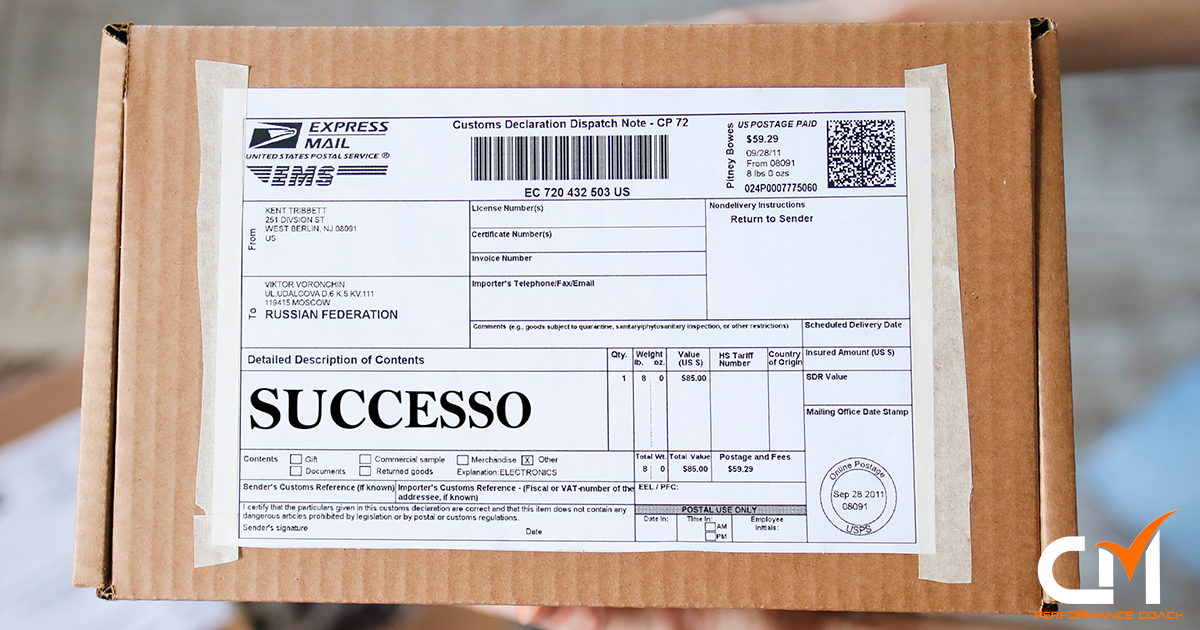 EXPRESS
MAIL
UNITED STATES POSTAL SERVICE ®
EMS
Customs Declaration Dispatch Note - CP 72
EC 720 432 503 US
Pitney Bowes
US POSTAGE PAID
$59.29
09/28/11
From 08091
8 lbs 0 ozs
024P0007775060
From
KENT TRIBBETT
251 DIVSION ST
WEST BERLIN, NJ 08091
US
License Number(s)
Certificate Number(s)
Invoice Number
Nondelivery Instructions
Return to Sender
To
VIKTOR VORONCHIN
UL.UDALCOVA D.6 K.5 KV.111
119415 MOSCOW
RUSSIAN FEDERATION
Importer's Telephone/Fax/Email
Comments (e.g., goods subject to quarantine, sanitary/phytosanitary inspection, or other restrictions)
Scheduled Delivery Date
Detailed Description of Contents
Qty.
Weight
lb. oz.
Value
(US $)
HS Tariff
Number
Country
of Origin
Insured Amount (US $)
SUCCESSO
1 8 0 $85.00
SDR Value
Mailing Office Date Stamp
Contents
Gift
Commercial sample
Merchandise
X Other
Documents
Returned goods
Explanation:ELECTRONICS
Total Wt.
8 0
Total Value
$85.00
Postage and Fees
$59.29
Sender's Customs Reference (If known)
Importer's Customs Reference - (Fiscal or VAT-number of the
addressee, if known)
EEL / PFC:
I certify that the particulars given in this customs declaration are correct and that this item does not contain any
dangerous articles prohibited by legislation or by postal or customs regulations.
Sender's signature
Date
POSTAL USE ONLY
Date in:
Time in:
AM
PM
Employee
Initials:
Online Postage
Sep 28 2011
08091
USPS
CM
PERFORMANCE COACH